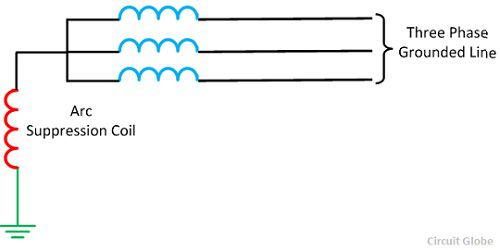 Three Phase
Grounded Line
Arc
Suppression Coil
Circuit Globe